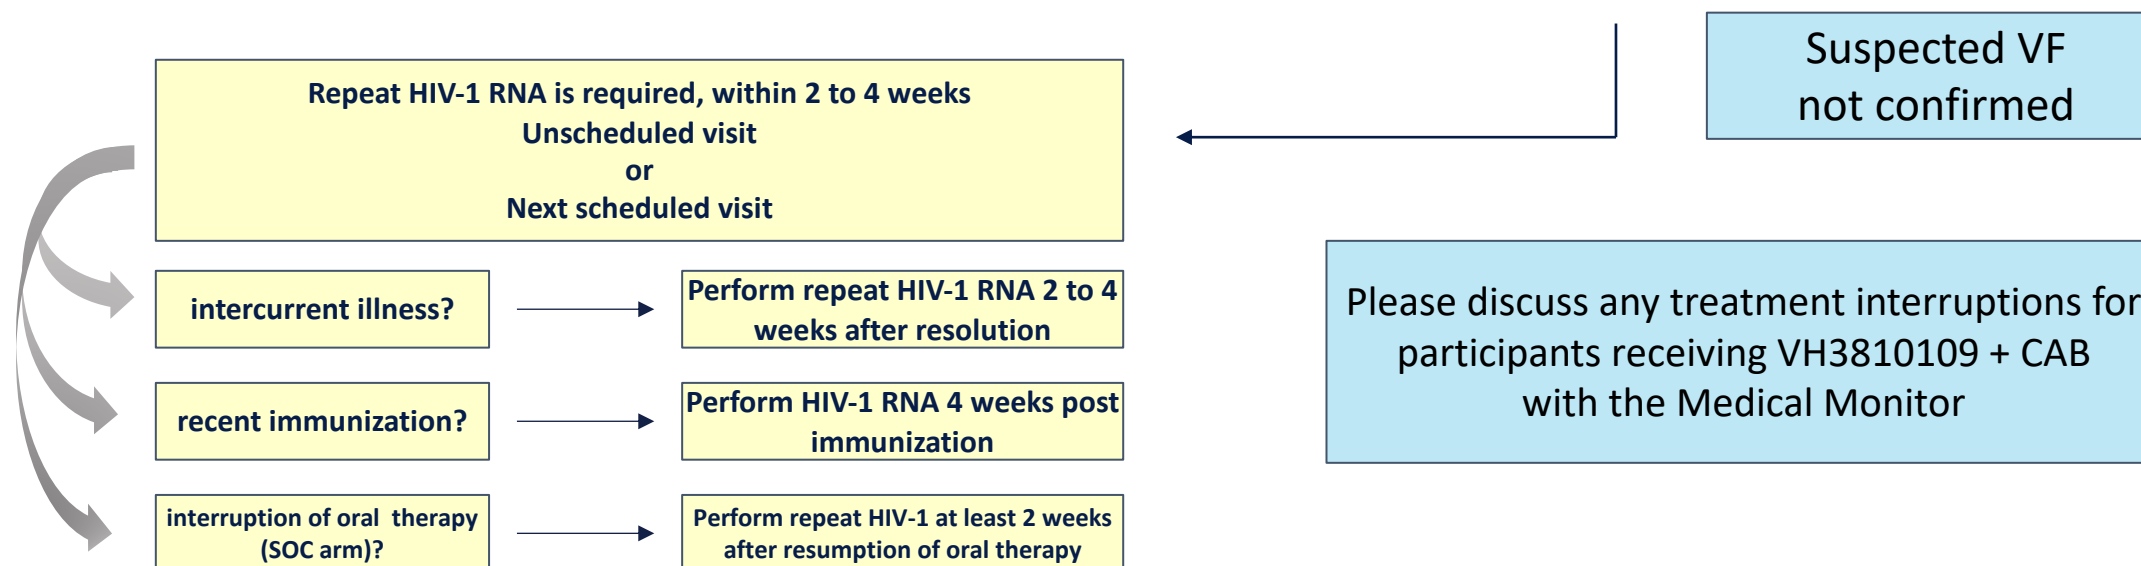 Suspected VF
not confirmed
Repeat HIV-1 RNA is required, within 2 to 4 weeks
Unscheduled visit
or
Next scheduled visit
intercurrent illness?
Perform repeat HIV-1 RNA 2 to 4
weeks after resolution
recent immunization?
Perform HIV-1 RNA 4 weeks post
immunization
interruption of oral therapy
(SOC arm)?
Perform repeat HIV-1 at least 2 weeks
after resumption of oral therapy
Please discuss any treatment interruptions for
participants receiving VH3810109 + CAB
with the Medical Monitor